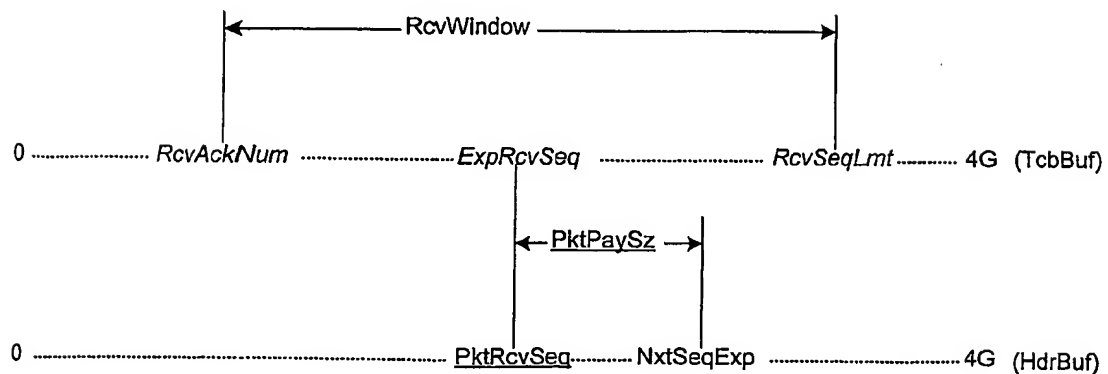 RcvWindow
0 RcvAckNum ExpRcvSeq RcvSeqLmt 4G (TcbBuf)
PktPaySz
0 PktRcvSeq NxtSeqExp 4G (HdrBuf)